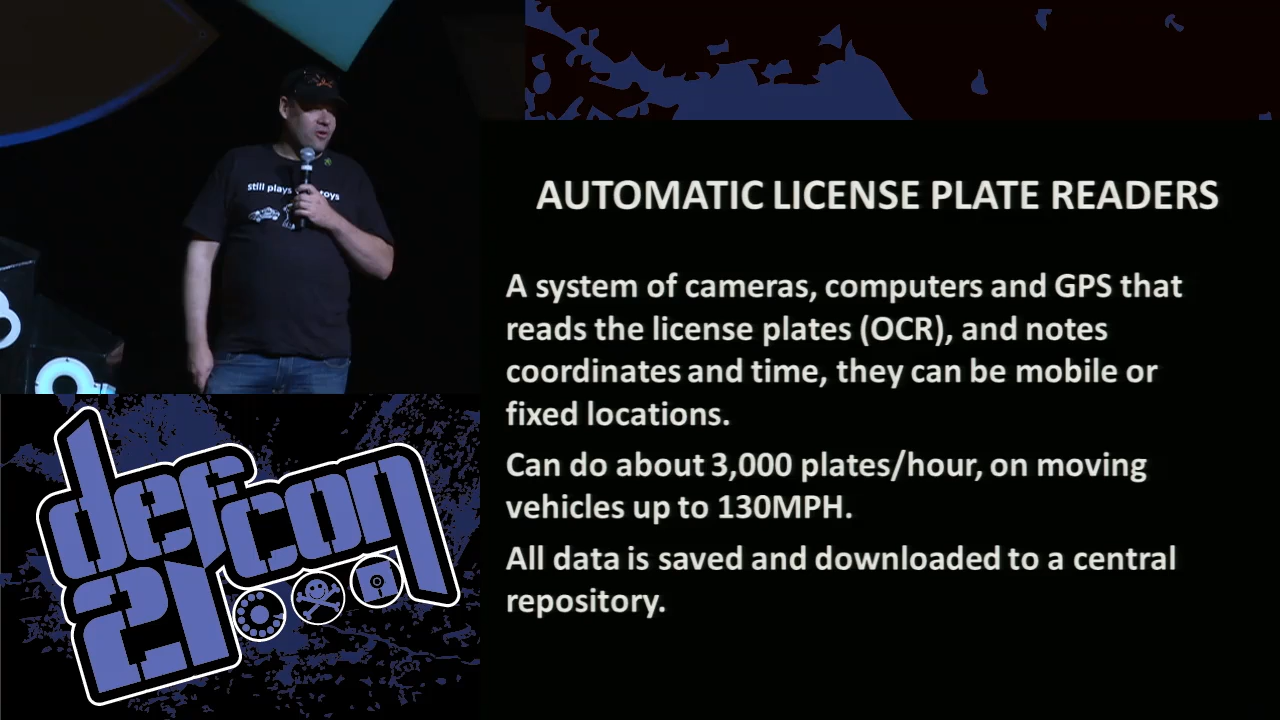 still plays
toys
AUTOMATIC LICENSE PLATE READERS
A system of cameras, computers and GPS that
reads the license plates (OCR), and notes
coordinates and time, they can be mobile or
fixed locations.
Can do about 3,000 plates/hour, on moving
vehicles up to 130MPH.
All data is saved and downloaded to a central
repository.
defcon
21